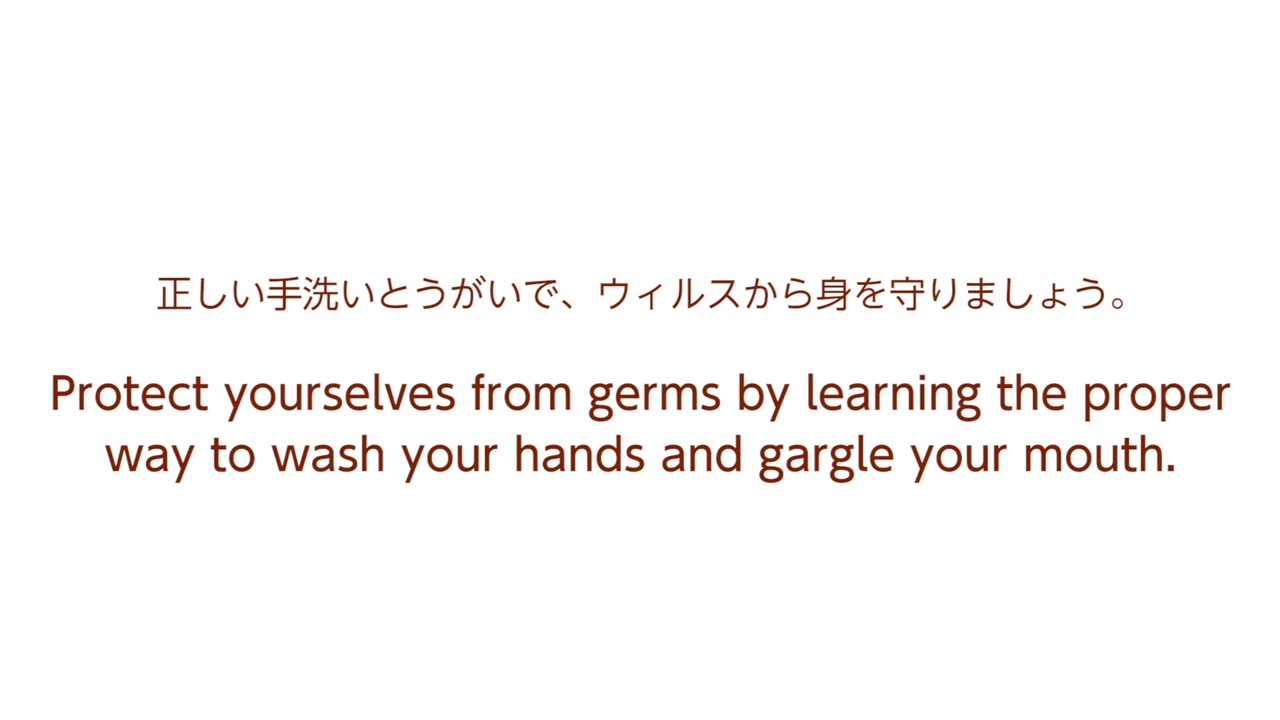 正しい手洗いとうがいで、ウィルスから身を守りましょう。
Protect yourselves from germs by learning the proper
way to wash your hands and gargle your mouth.